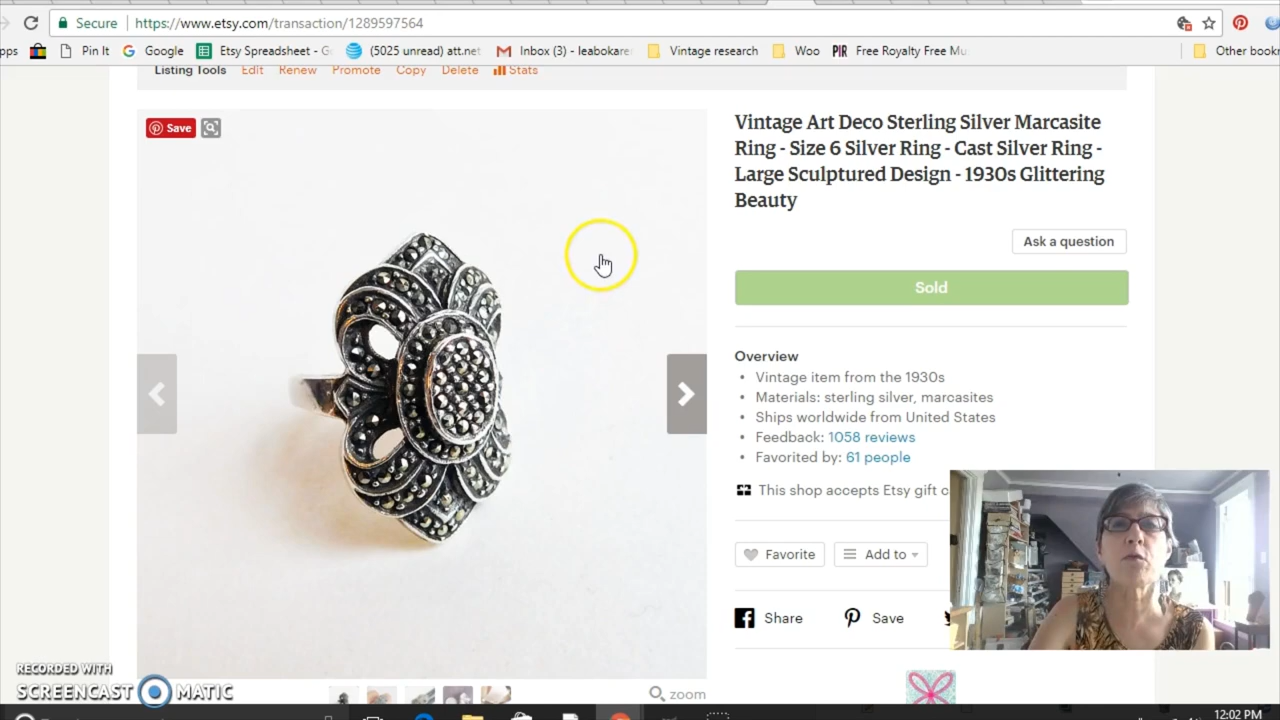 Secure https://www.etsy.com/transaction/1289597564
pps Pin It Google Etsy Spreadsheet - G (5025 unread) att.net Inbox (3) - leabokare Vintage research Woo PIR Free Royalty Free Mu Other bookr
Listing Tools Edit Renew Promote Copy Delete Stats
Save
Vintage Art Deco Sterling Silver Marcasite
Ring - Size 6 Silver Ring - Cast Silver Ring -
Large Sculptured Design - 1930s Glittering
Beauty
Ask a question
Sold
Overview
• Vintage item from the 1930s
• Materials: sterling silver, marcasites
• Ships worldwide from United States
• Feedback: 1058 reviews
• Favorited by: 61 people
This shop accepts Etsy gift c
Favorite Add to
Share Save
RECORDED WITH
SCREENCAST MATIC
zoom
12:02 PM